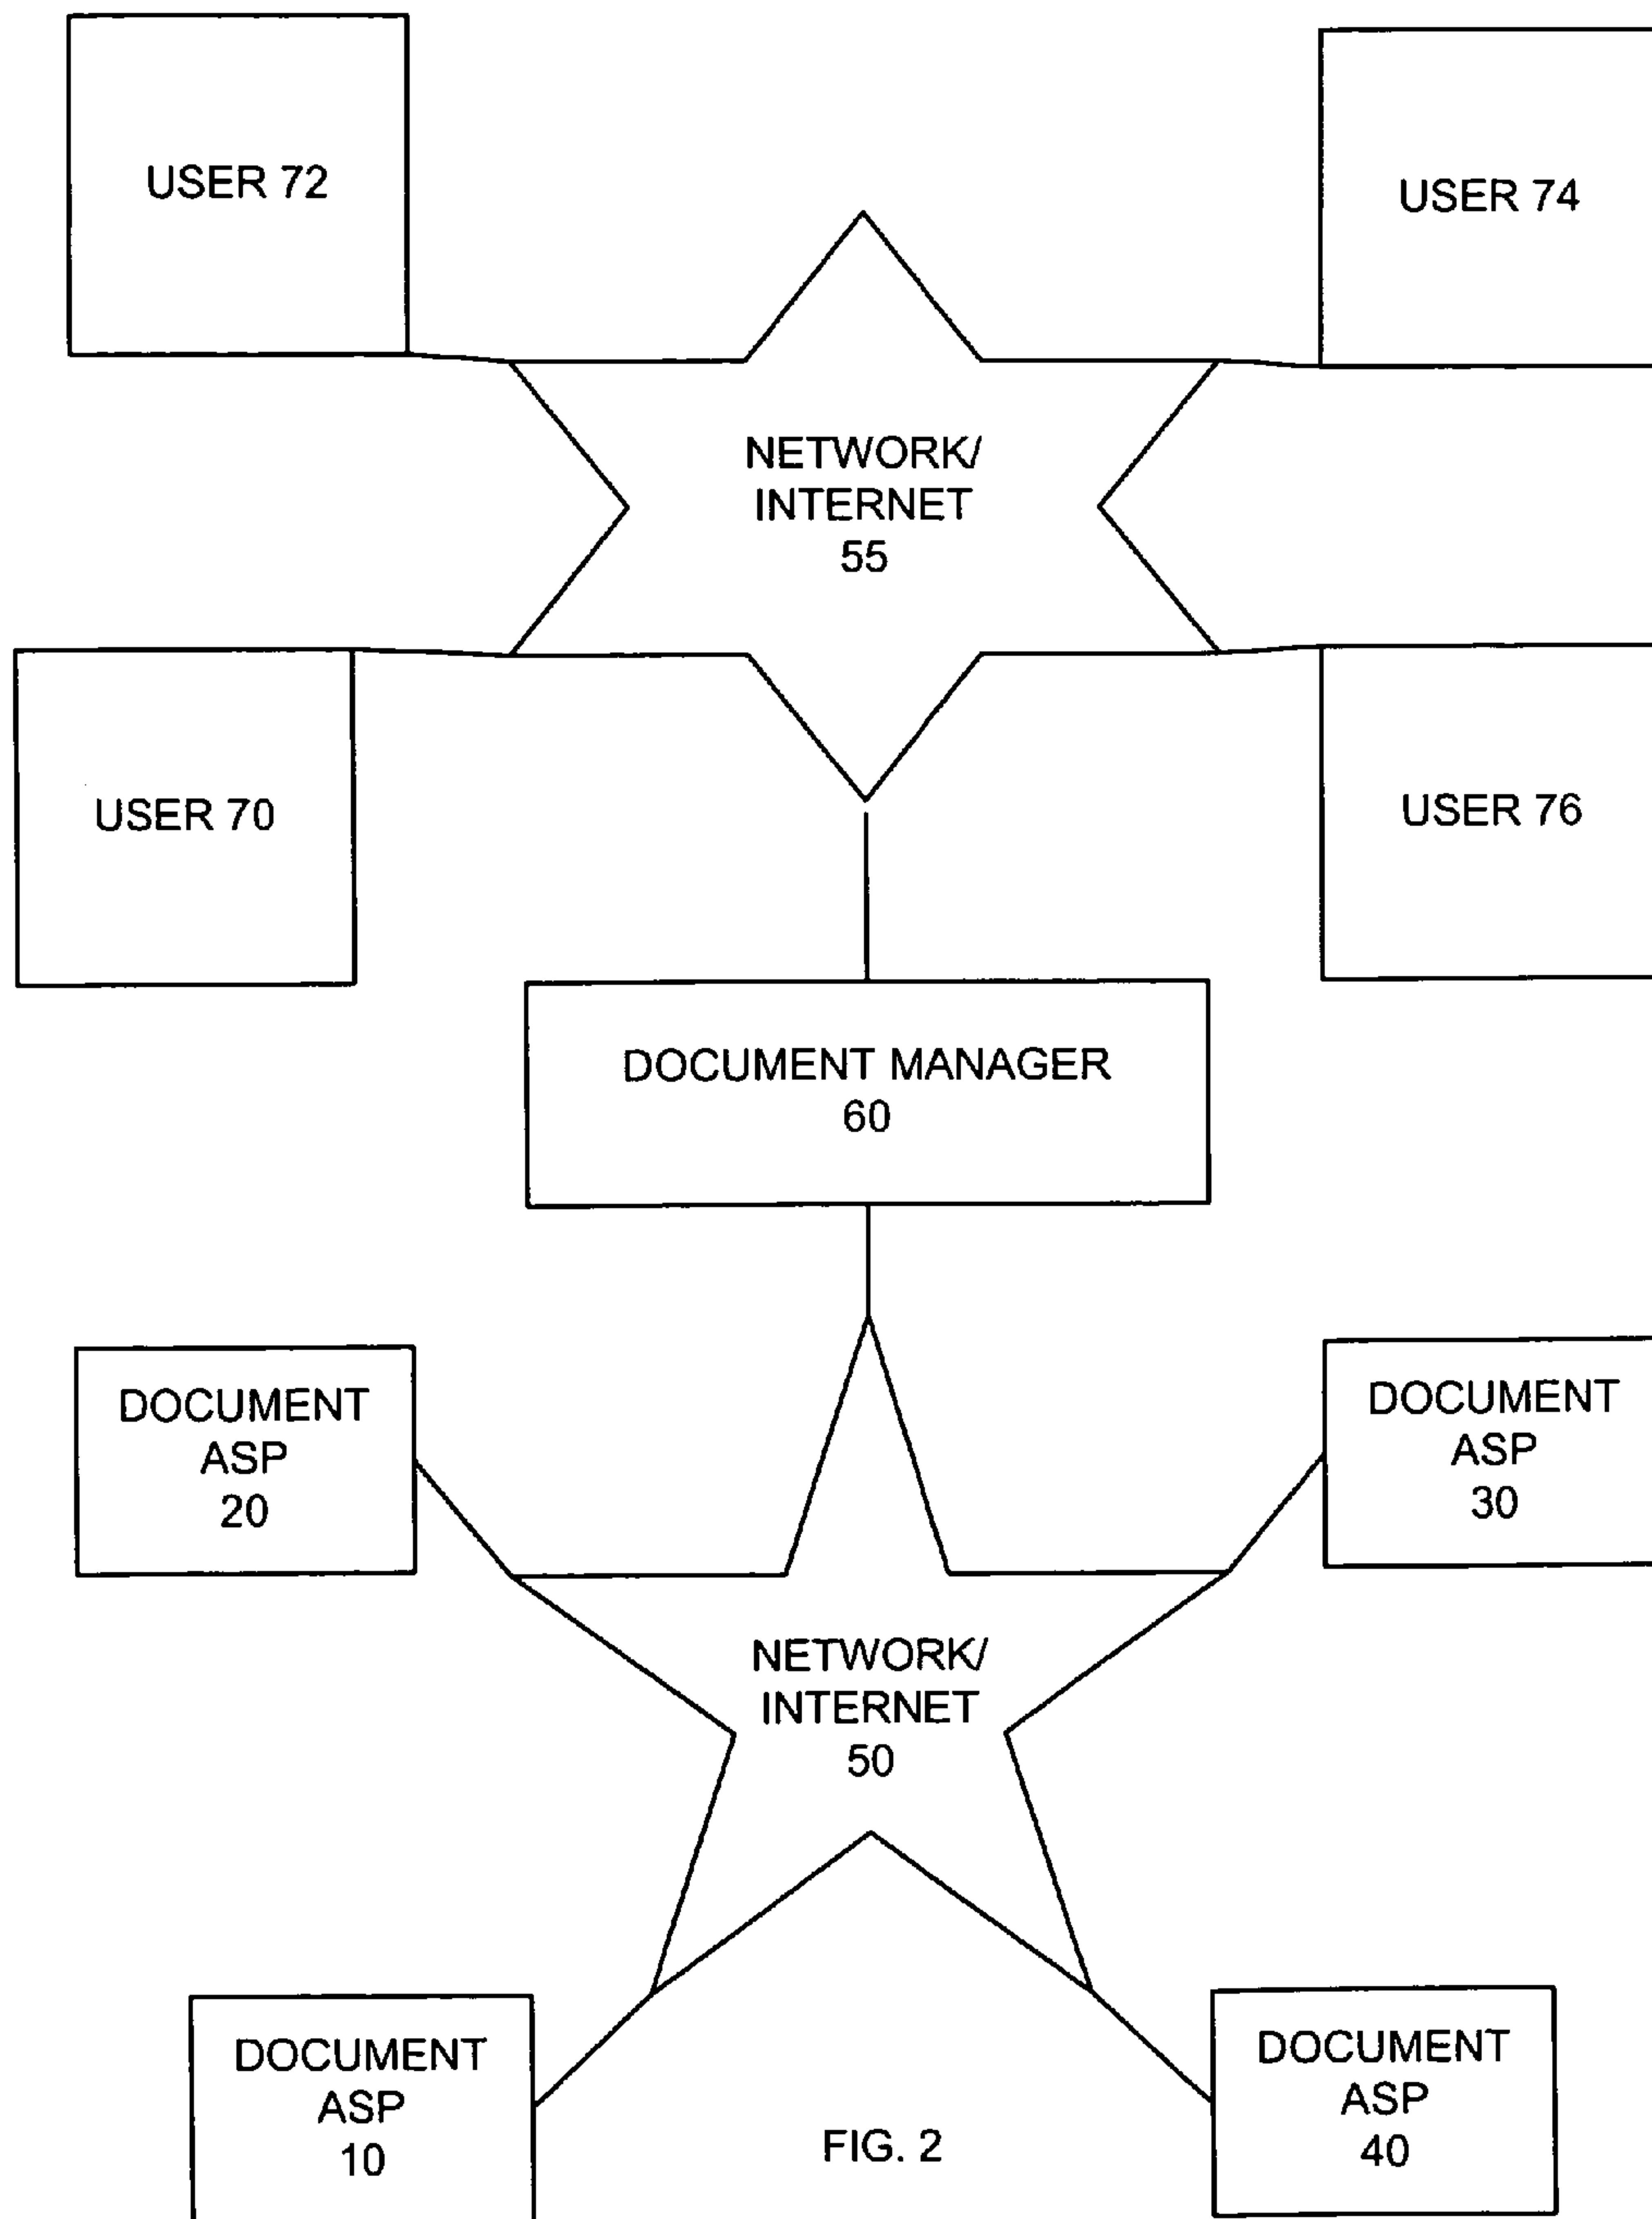 USER 72
USER 74
NETWORK/
INTERNET
55
USER 70
USER 76
DOCUMENT MANAGER
60
DOCUMENT
ASP
20
DOCUMENT
ASP
30
NETWORK/
INTERNET
50
DOCUMENT
ASP
10
DOCUMENT
ASP
40
FIG. 2